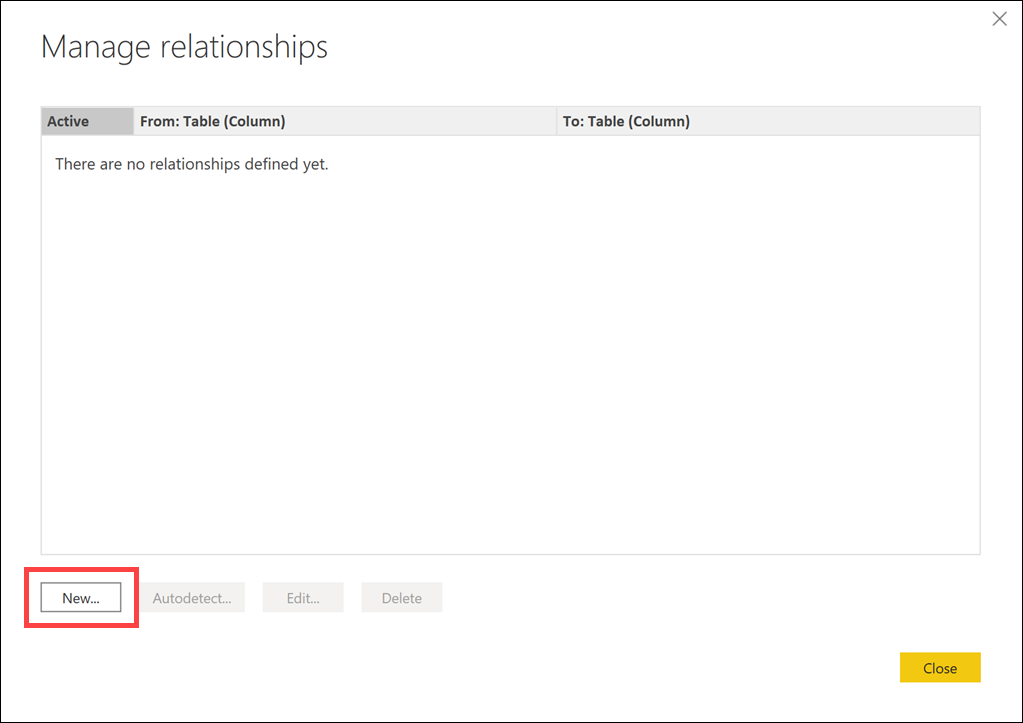 Manage relationships
Active From: Table (Column) To: Table (Column)
There are no relationships defined yet.
New... Autodetect... Edit... Delete
Close